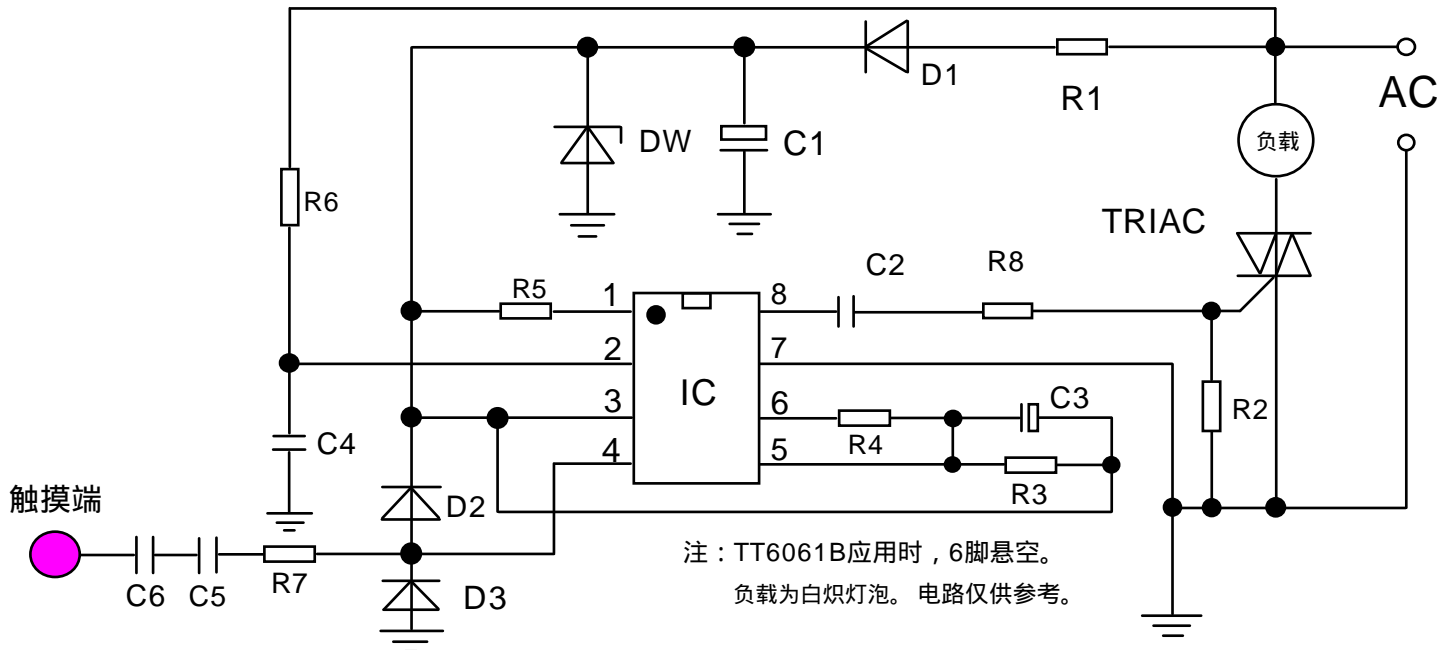 D1
R1
AC
DW
C1
负载
R6
TRIAC
C2
R8
R5
1
8
2
7
IC
3
6
C3
R4
R2
C4
4
5
R3
触摸端
D2
注：TT6061B应用时，6脚悬空。
C6
C5
R7
D3
负载为白炽灯泡。 电路仅供参考。